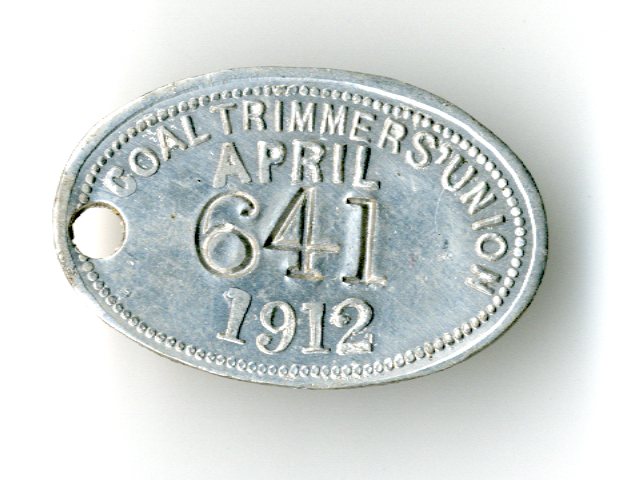 COAL TRIMMERS' UNION
APRIL
641
1912